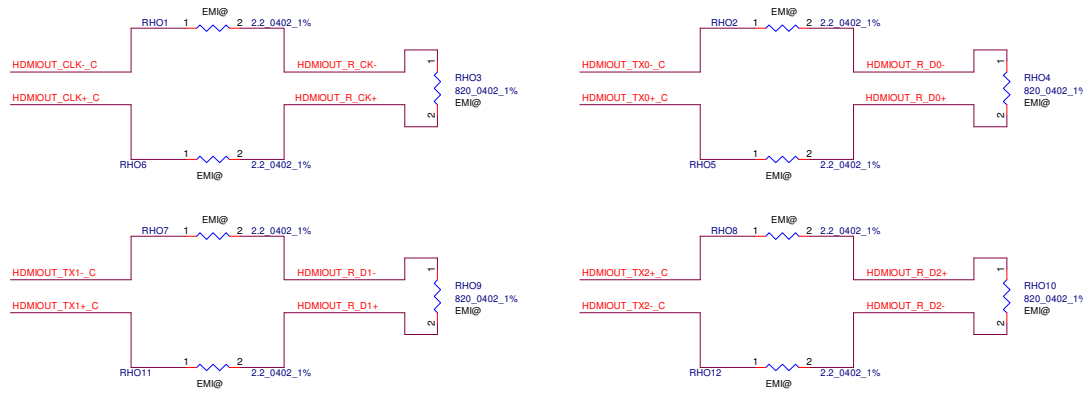 EMI@
RHO1 1 2 2.2_0402_1%
HDMIOUT_CLK-_C HDMIOUT_R_CK-
1
RHO3
820_0402_1%
EMI@
2
HDMIOUT_CLK+_C HDMIOUT_R_CK+
1 2
RHO6 2.2_0402_1%
EMI@
EMI@
RHO2 1 2 2.2_0402_1%
HDMIOUT_TX0-_C HDMIOUT_R_D0-
1
RHO4
820_0402_1%
EMI@
2
HDMIOUT_TX0+_C HDMIOUT_R_D0+
1 2
RHO5 2.2_0402_1%
EMI@
EMI@
RHO7 1 2 2.2_0402_1%
HDMIOUT_TX1-_C HDMIOUT_R_D1-
1
RHO9
820_0402_1%
EMI@
2
HDMIOUT_TX1+_C HDMIOUT_R_D1+
1 2
RHO11 2.2_0402_1%
EMI@
EMI@
RHO8 1 2 2.2_0402_1%
HDMIOUT_TX2+_C HDMIOUT_R_D2+
1
RHO10
820_0402_1%
EMI@
2
HDMIOUT_TX2-_C HDMIOUT_R_D2-
1 2
RHO12 2.2_0402_1%
EMI@